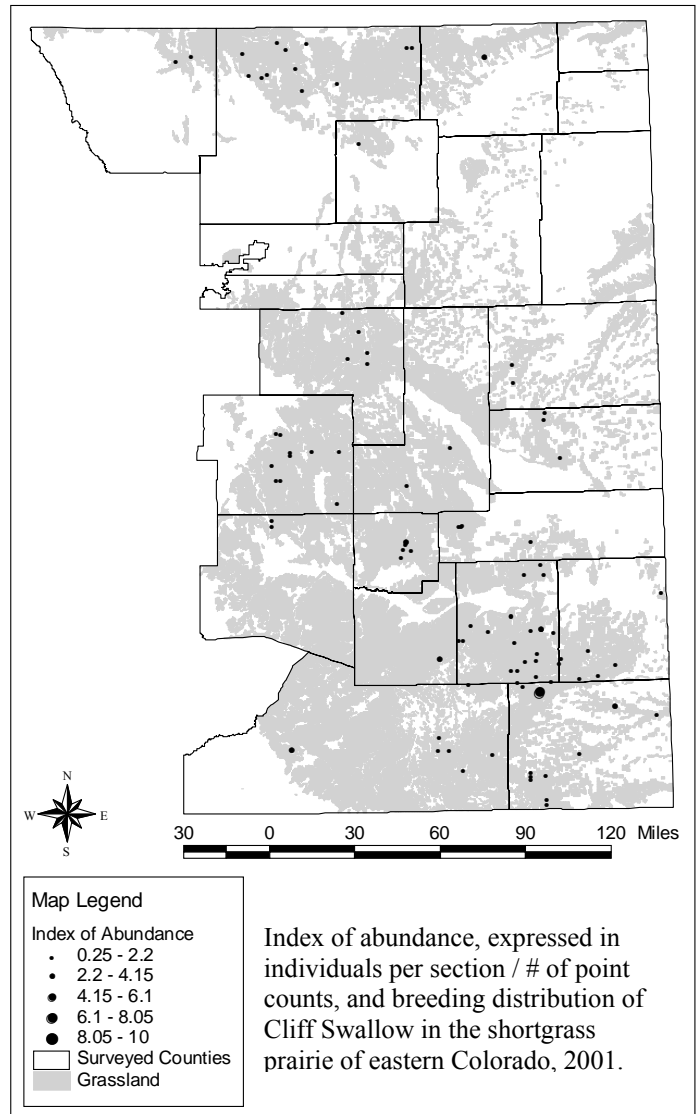 N
W E
S
30 0 30 60 90 120 Miles
Map Legend
Index of Abundance
0.25 - 2.2
2.2 - 4.15
4.15 - 6.1
6.1 - 8.05
8.05 - 10
Surveyed Counties
Grassland
Index of abundance, expressed in
individuals per section / # of point
counts, and breeding distribution of
Cliff Swallow in the shortgrass
prairie of eastern Colorado, 2001.